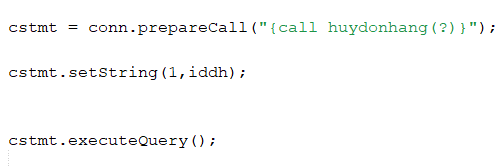 cstmt = conn.prepareCall("{call huydonhang(?)}");
cstmt.setString(1,iddh);
cstmt.executeQuery();